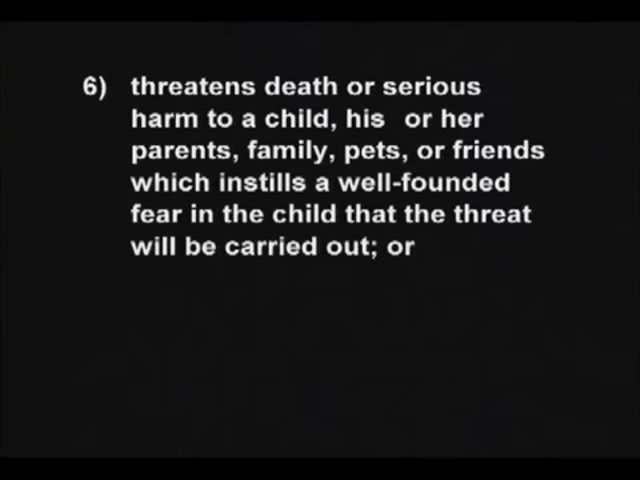 6) threatens death or serious
harm to a child, his or her
parents, family, pets, or friends
which instills a well-founded
fear in the child that the threat
will be carried out; or